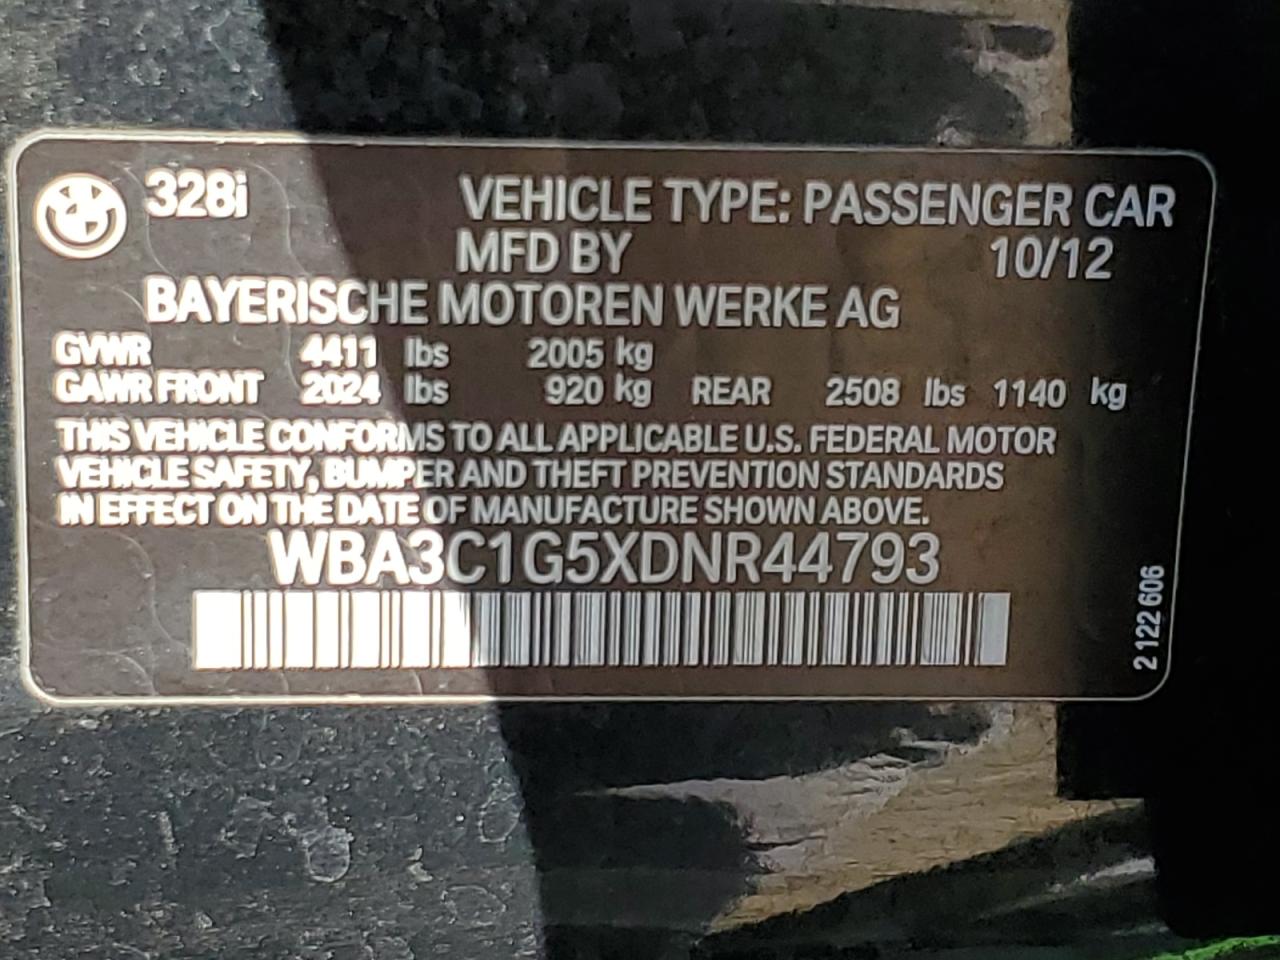 328i VEHICLE TYPE: PASSENGER CAR
MFD BY 10/12
BAYERISCHE MOTOREN WERKE AG
GVWR 4411 lbs 2005 kg
GAWR FRONT 2024 lbs 920 kg REAR 2508 lbs 1140 kg
THIS VEHICLE CONFORMS TO ALL APPLICABLE U.S. FEDERAL MOTOR
VEHICLE SAFETY, BUMPER AND THEFT PREVENTION STANDARDS
IN EFFECT ON THE DATE OF MANUFACTURE SHOWN ABOVE.
WBA3C1G5XDNR44793
2 122 606